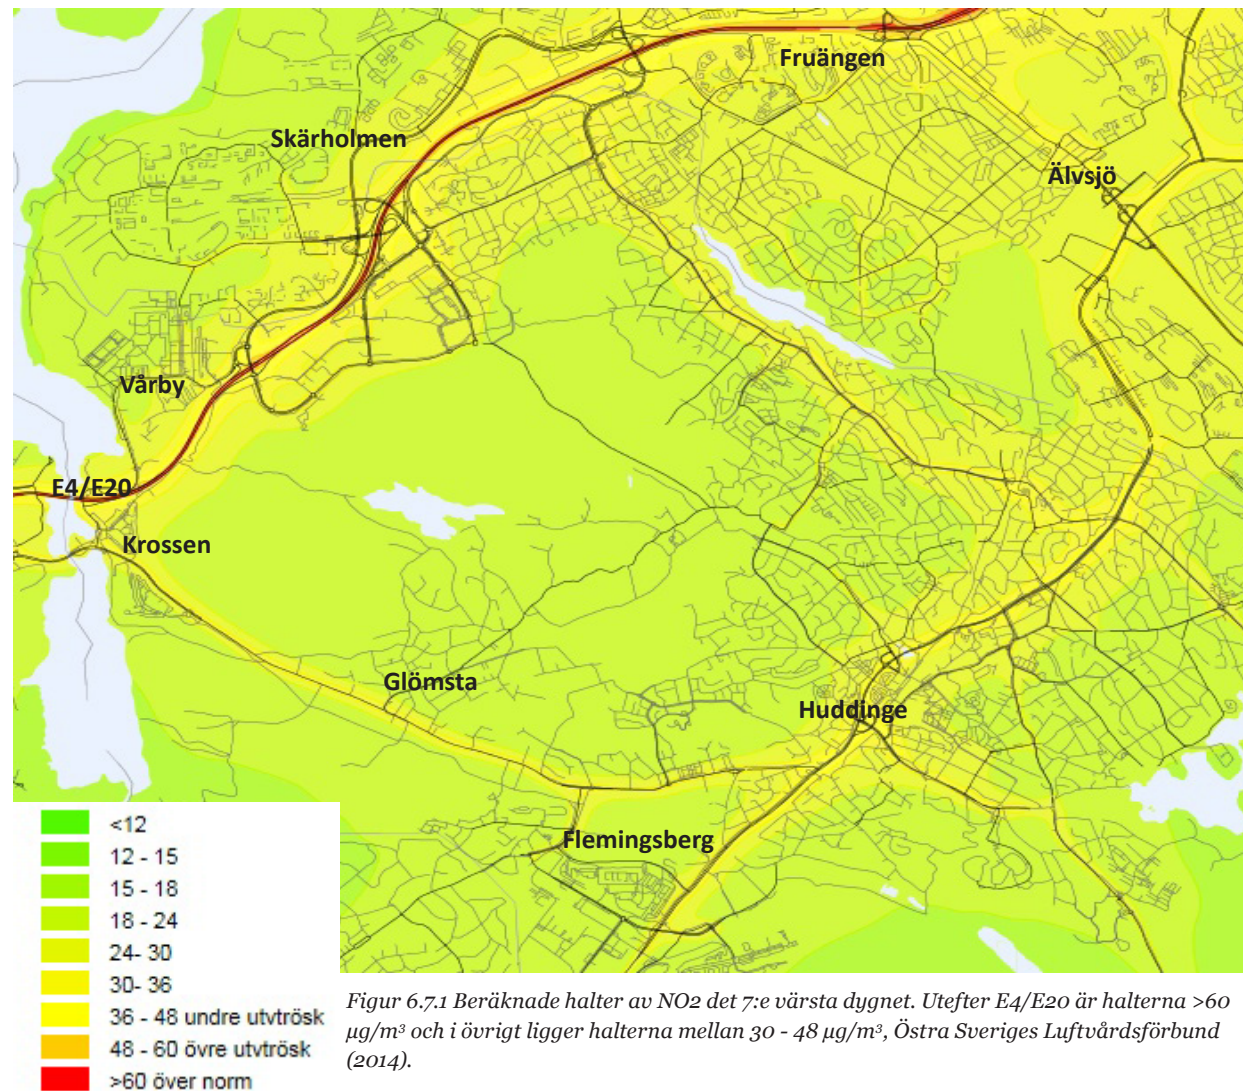 Fruängen
Skärholmen
Älvsjö
Vårby
E4/E20
Krossen
Glömsta
Huddinge
Flemingsberg
<12
12 - 15
15 - 18
18 - 24
24- 30
30- 36
36 - 48 undre utvtrösk
48 - 60 övre utvtrösk
>60 över norm
Figur 6.7.1 Beräknade halter av NO2 det 7:e värsta dygnet. Utefter E4/E20 är halterna >60
µg/m³ och i övrigt ligger halterna mellan 30 - 48 µg/m³, Östra Sveriges Luftvårdsförbund
(2014).